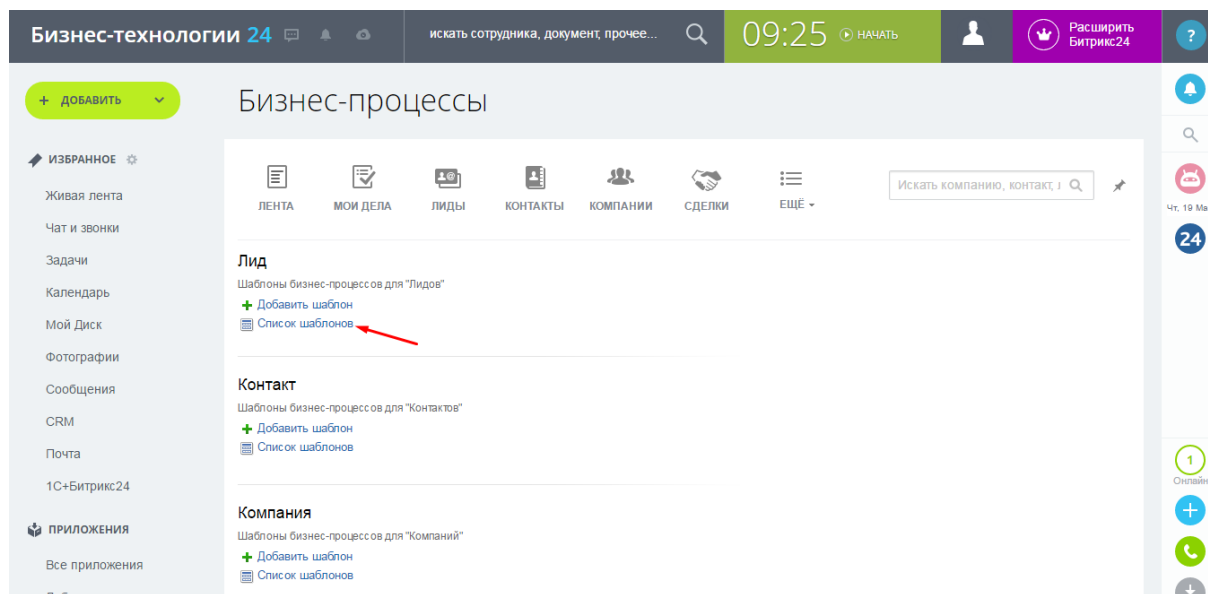 Бизнес-технологии 24
искать сотрудника, документ, прочее...
09:25 НАЧАТЬ
Расширить
Битрикс24
?
+ ДОБАВИТЬ
Бизнес-процессы
ИЗБРАННОЕ
Живая лента
Чат и звонки
Задачи
Календарь
Мой Диск
Фотографии
Сообщения
CRM
Почта
1С+Битрикс24
ПРИЛОЖЕНИЯ
Все приложения
ЛЕНТА
МОИ ДЕЛА
ЛИДЫ
КОНТАКТЫ
КОМПАНИИ
СДЕЛКИ
ЕЩЁ
Искать компанию, контакт,
Лид
Шаблоны бизнес-процессов для "Лидов"
Добавить шаблон
Список шаблонов
Контакт
Шаблоны бизнес-процессов для "Контактов"
Добавить шаблон
Список шаблонов
Компания
Шаблоны бизнес-процессов для "Компаний"
Добавить шаблон
Список шаблонов
Чт, 19 Ма
24
1
Онлайн